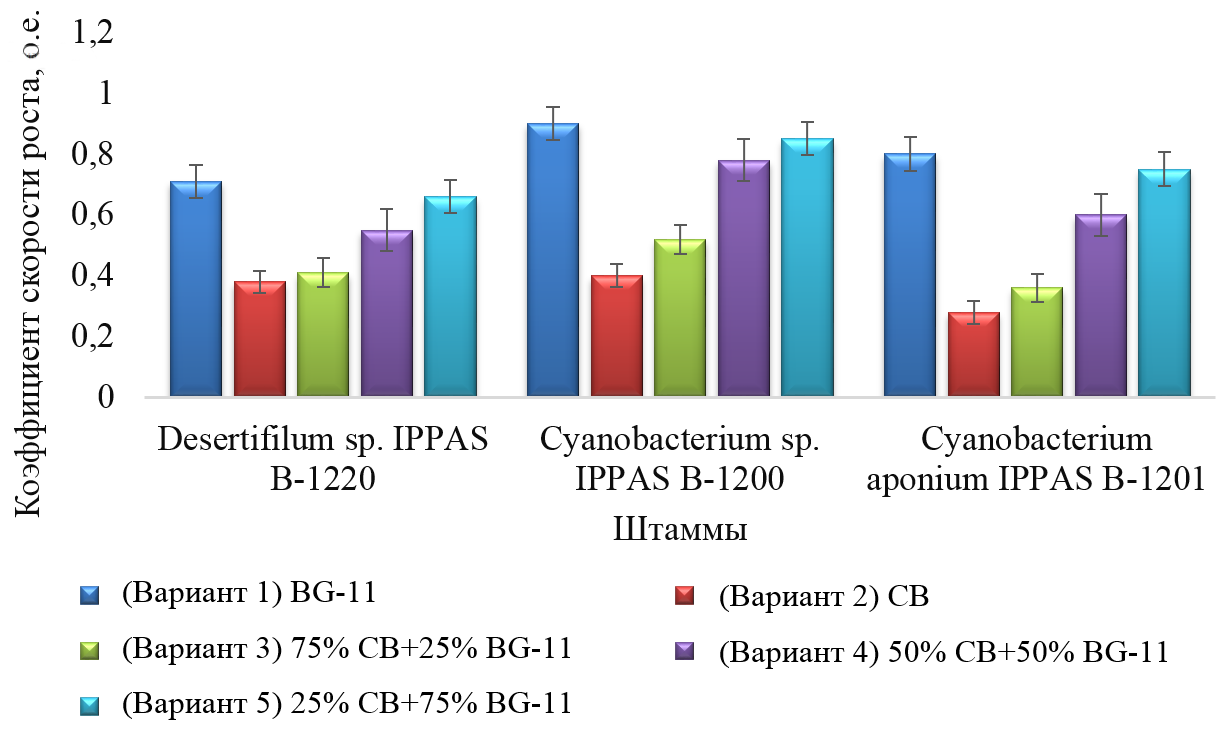 Коэффициент скорости роста, о.е.
1,2
1
0,8
0,6
0,4
0,2
0
Desertifilum sp. IPPAS
B-1220
Cyanobacterium sp.
IPPAS B-1200
Cyanobacterium
aponium IPPAS B-1201
Штаммы
(Вариант 1) BG-11
(Вариант 2) СВ
(Вариант 3) 75% СВ+25% BG-11
(Вариант 4) 50% СВ+50% BG-11
(Вариант 5) 25% СВ+75% BG-11